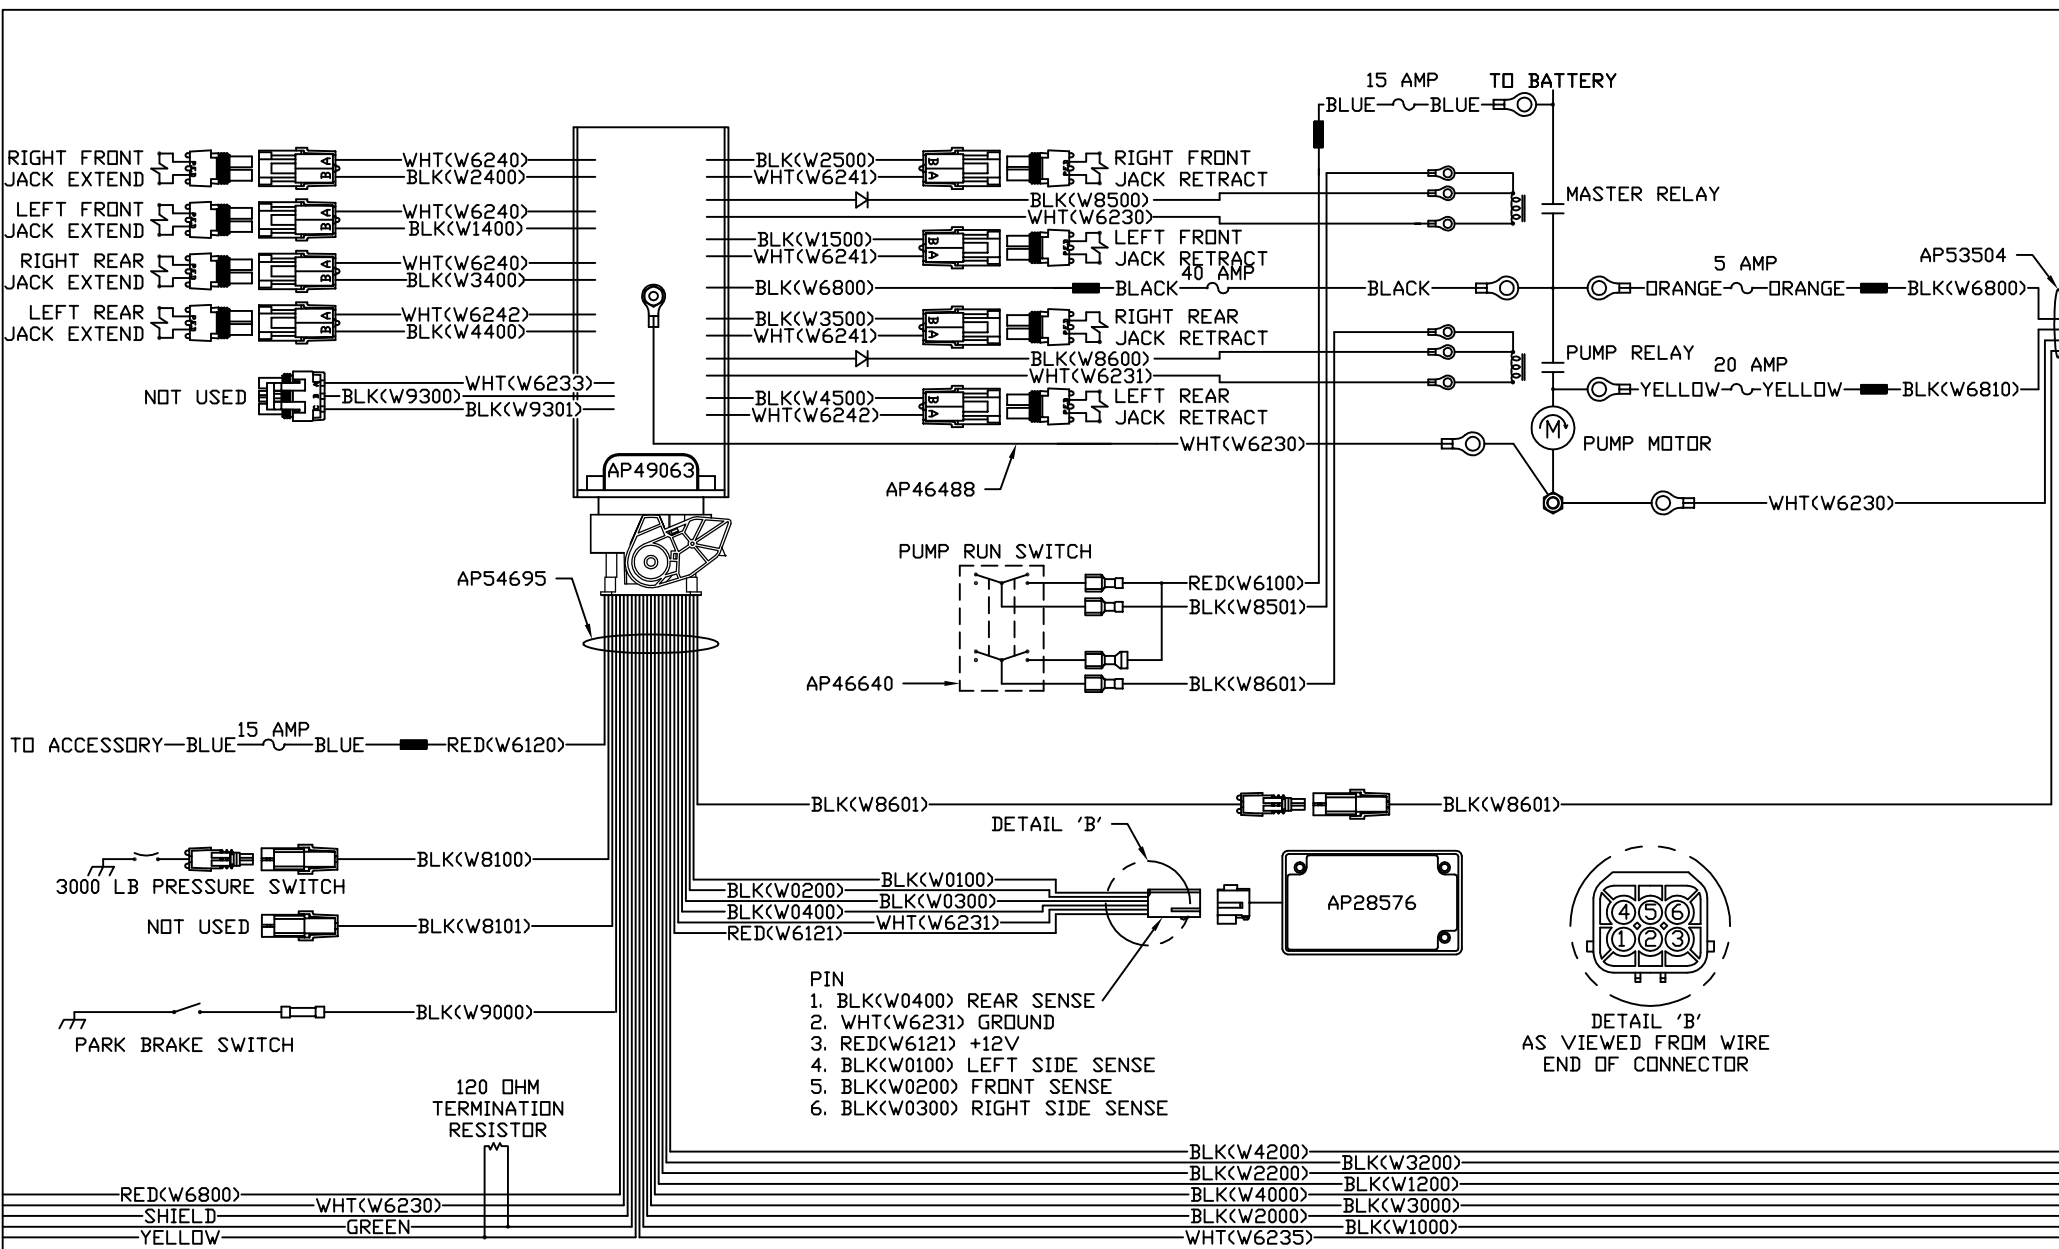 15 AMP
TO BATTERY
BLUE
BLUE
RIGHT FRONT
JACK EXTEND
A
B
WHT(W6240)
BLK(W2400)
LEFT FRONT
JACK EXTEND
A
B
WHT(W6240)
BLK(W1400)
RIGHT REAR
JACK EXTEND
A
B
WHT(W6240)
BLK(W3400)
LEFT REAR
JACK EXTEND
A
B
WHT(W6242)
BLK(W4400)
NOT USED
WHT(W6233)
BLK(W9300)
BLK(W9301)
BLK(W2500)
WHT(W6241)
B
A
RIGHT FRONT
JACK RETRACT
BLK(W8500)
WHT(W6230)
BLK(W1500)
WHT(W6241)
B
A
LEFT FRONT
JACK RETRACT
40 AMP
BLK(W6800)
BLACK
BLACK
BLK(W3500)
WHT(W6241)
B
A
RIGHT REAR
JACK RETRACT
BLK(W8600)
WHT(W6231)
BLK(W4500)
WHT(W6242)
B
A
LEFT REAR
JACK RETRACT
MASTER RELAY
5 AMP
ORANGE
ORANGE
BLK(W6800)
AP53504
PUMP RELAY
20 AMP
YELLOW
YELLOW
BLK(W6810)
M
PUMP MOTOR
WHT(W6230)
WHT(W6230)
AP49063
AP46488
AP54695
PUMP RUN SWITCH
RED(W6100)
BLK(W8501)
BLK(W8601)
AP46640
TO ACCESSORY
BLUE
15 AMP
BLUE
RED(W6120)
BLK(W8601)
BLK(W8601)
DETAIL 'B'
3000 LB PRESSURE SWITCH
BLK(W8100)
NOT USED
BLK(W8101)
BLK(W0100)
BLK(W0200)
BLK(W0300)
BLK(W0400)
WHT(W6231)
RED(W6121)
AP28576
4 5 6
1 2 3
DETAIL 'B'
AS VIEWED FROM WIRE
END OF CONNECTOR
PIN
1. BLK(W0400) REAR SENSE
2. WHT(W6231) GROUND
3. RED(W6121) +12V
4. BLK(W0100) LEFT SIDE SENSE
5. BLK(W0200) FRONT SENSE
6. BLK(W0300) RIGHT SIDE SENSE
BLK(W9000)
PARK BRAKE SWITCH
120 OHM
TERMINATION
RESISTOR
RED(W6800)
WHT(W6230)
SHIELD
GREEN
YELLOW
BLK(W4200)
BLK(W3200)
BLK(W2200)
BLK(W1200)
BLK(W4000)
BLK(W3000)
BLK(W2000)
BLK(W1000)
WHT(W6235)